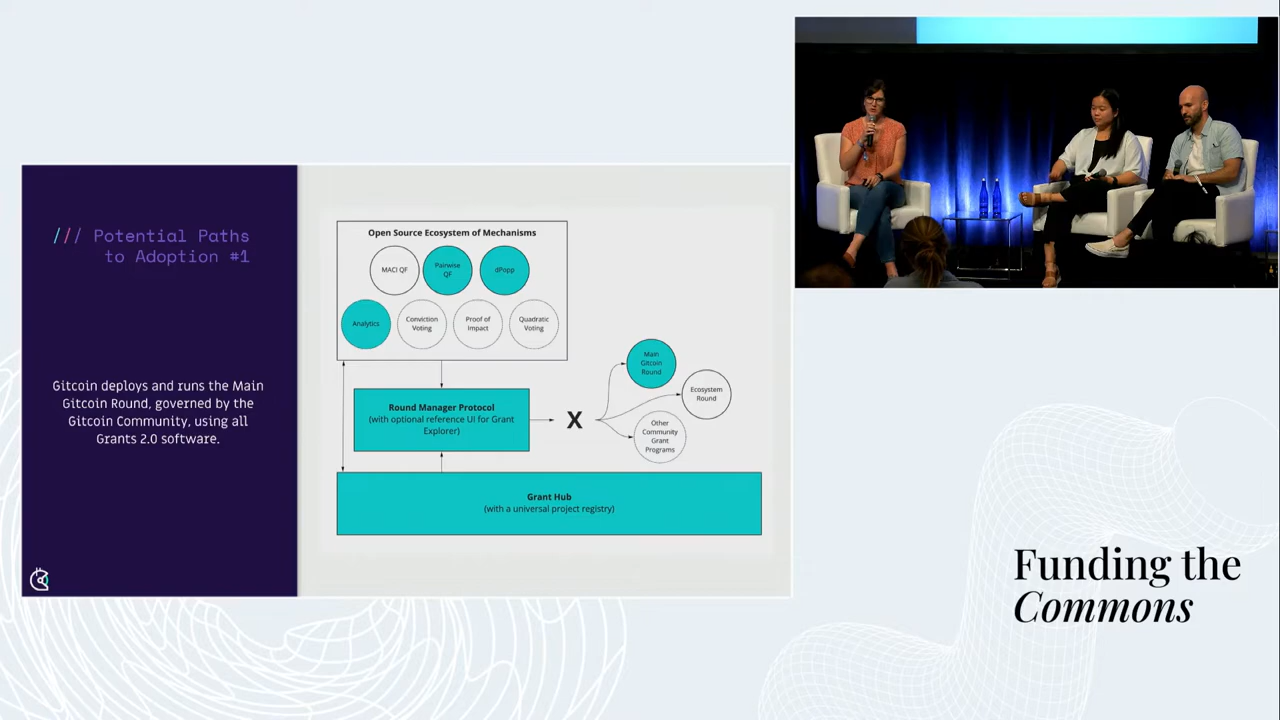 /// Potential Paths
to Adoption #1
Gitcoin deploys and runs the Main
Gitcoin Round, governed by the
Gitcoin Community, using all
Grants 2.0 software.
Open Source Ecosystem of Mechanisms
MACI QF
Pairwise
QF
dPopp
Analytics
Conviction
Voting
Proof of
Impact
Quadratic
Voting
Round Manager Protocol
(with optional reference UI for Grant
Explorer)
X
Main
Gitcoin
Round
Ecosystem
Round
Other
Community
Grant
Programs
Grant Hub
(with a universal project registry)
Funding the
Commons